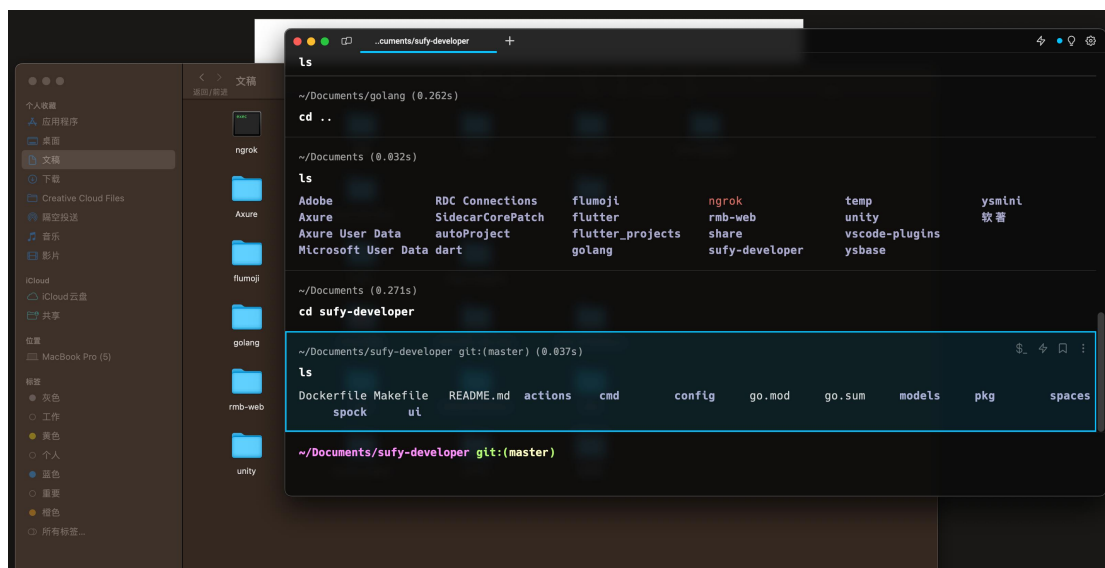 ..cuments/sufy-developer
ls
~/Documents/golang (0.262s)
cd ..
~/Documents (0.032s)
ls
Adobe RDC Connections flumoji ngrok temp ysmini
Axure SidecarCorePatch flutter rmb-web unity 软著
Axure User Data autoProject flutter_projects share vscode-plugins
Microsoft User Data dart golang sufy-developer ysbase
~/Documents (0.271s)
cd sufy-developer
~/Documents/sufy-developer git:(master) (0.037s)
ls
Dockerfile Makefile README.md actions cmd config go.mod go.sum models pkg spaces
spock ui
~/Documents/sufy-developer git:(master)
文稿
返回/前进
个人收藏
应用程序
桌面
文稿
下载
Creative Cloud Files
隔空投送
音乐
影片
iCloud
iCloud云盘
共享
位置
MacBook Pro (5)
标签
灰色
工作
黄色
个人
蓝色
重要
橙色
所有标签...
ngrok
Axure
flumoji
golang
rmb-web
unity